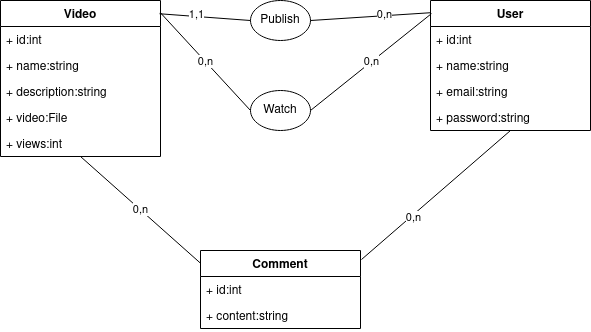 Video
+ id:int
+ name:string
+ description:string
+ video:File
+ views:int
1,1
Publish
0,n
0,n
Watch
0,n
User
+ id:int
+ name:string
+ email:string
+ password:string
0,n
0,n
Comment
+ id:int
+ content:string